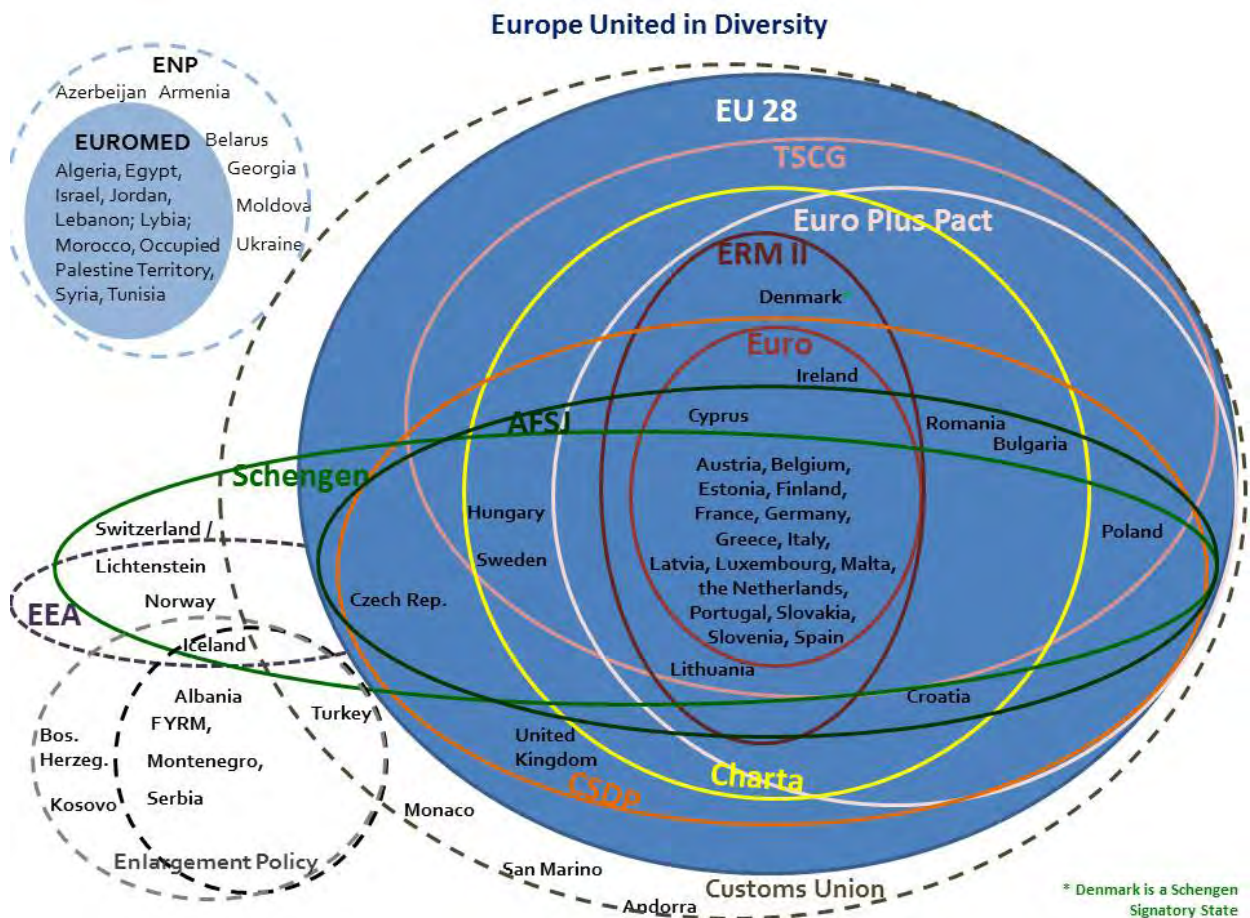 Europe United in Diversity
ENP
Azerbeijan Armenia
EUROMED
Belarus
Algeria, Egypt,
Georgia
Israel, Jordan,
Lebanon; Lybia;
Moldova
Morocco, Occupied
Ukraine
Palestine Territory,
Syria, Tunisia
EU 28
TSCG
Euro Plus Pact
ERM II
Denmark*
Euro
Ireland
Cyprus
AFSJ
Romania
Bulgaria
Schengen
Austria, Belgium,
Estonia, Finland,
France, Germany,
Greece, Italy,
Latvia, Luxembourg, Malta,
the Netherlands,
Portugal, Slovakia,
Slovenia, Spain
Hungary
Sweden
Poland
Switzerland /
Lichtenstein
Czech Rep.
Norway
EEA
Iceland
Lithuania
Croatia
Albania
FYRM,
Montenegro,
Serbia
Turkey
Bos.
Herzeg.
Kosovo
United
Kingdom
CSDP
Charta
Monaco
Enlargement Policy
San Marino
Customs Union
Andorra
* Denmark is a Schengen
Signatory State